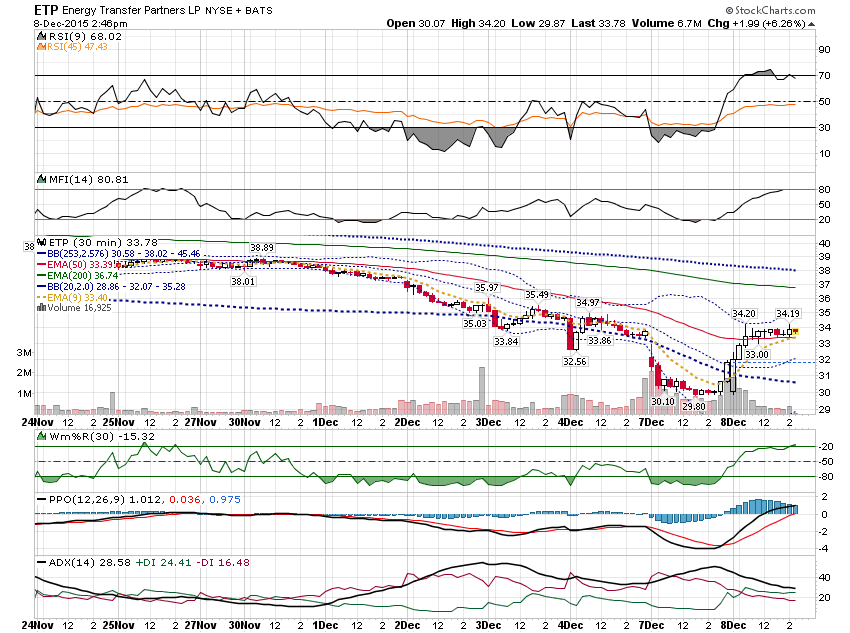 ETP Energy Transfer Partners LP NYSE + BATS © StockCharts.com
8-Dec-2015 2:46pm Open 30.07 High 34.20 Low 29.87 Last 33.78 Volume 6.7M Chg +1.99 (+6.26%)
RSI(9) 68.02
RSI(45) 47.43
90
70
50
30
10
MFI(14) 80.81
80
50
20
ETP (30 min) 33.78
BB(253,2.576) 30.58 - 38.02 - 45.46
EMA(50) 33.39
EMA(200) 36.74
BB(20,2.0) 28.86 - 32.07 - 35.28
EMA(9) 33.40
Volume 16,925
38
38.89
38.01
35.97
35.03
33.84
35.49
34.97
32.56
33.86
30.10
29.80
34.20
33.00
34.19
40
39
38
37
36
35
34
33
32
31
30
29
3M
2M
1M
24Nov 12 2 25Nov 12 2 27Nov 12 2 30Nov 12 2 1Dec 12 2 2Dec 12 2 3Dec 12 2 4Dec 12 2 7Dec 12 2 8Dec 12 2
Wm%R(30) -15.32
-20
-50
-80
PPO(12,26,9) 1.012, 0.036, 0.975
2
0
-2
-4
ADX(14) 28.58 +DI 24.41 -DI 16.48
40
20
24Nov 12 2 25Nov 12 2 27Nov 12 2 30Nov 12 2 1Dec 12 2 2Dec 12 2 3Dec 12 2 4Dec 12 2 7Dec 12 2 8Dec 12 2